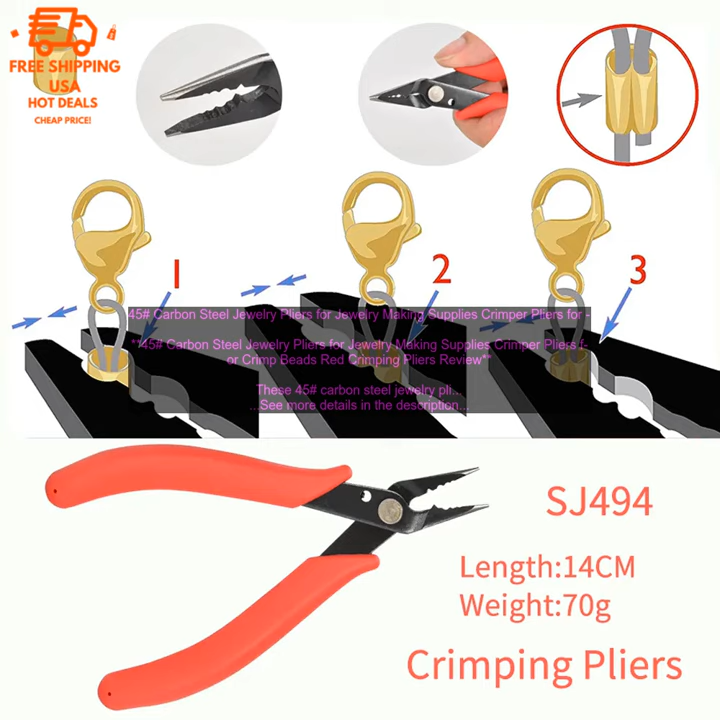 FREE SHIPPING
USA
HOT DEALS
CHEAP PRICE!
1
2
3
45# Carbon Steel Jewelry Pliers for Jewelry Making Supplies Crimper Pliers for -
**45# Carbon Steel Jewelry Pliers for Jewelry Making Supplies Crimper Pliers f-
or Crimp Beads Red Crimping Pliers Review**
These 45# carbon steel jewelry pli...
...See more details in the description...
SJ494
Length:14CM
Weight:70g
Crimping Pliers